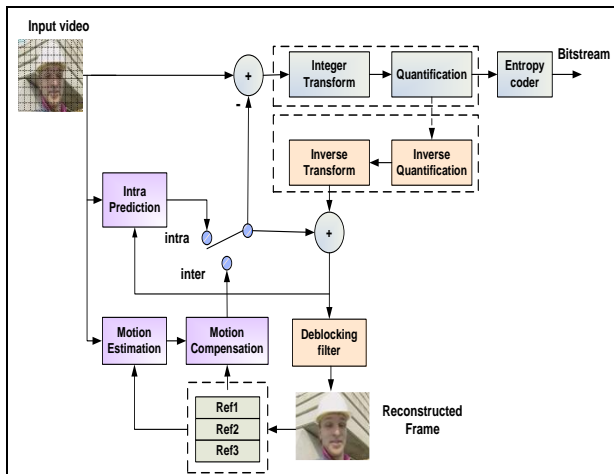 Input video
+
-
Integer
Transform
Quantification
Entropy
coder
Bitstream
Inverse
Transform
Inverse
Quantification
Intra
Prediction
intra
+
inter
Motion
Estimation
Motion
Compensation
Deblocking
filter
Ref1
Ref2
Ref3
Reconstructed
Frame